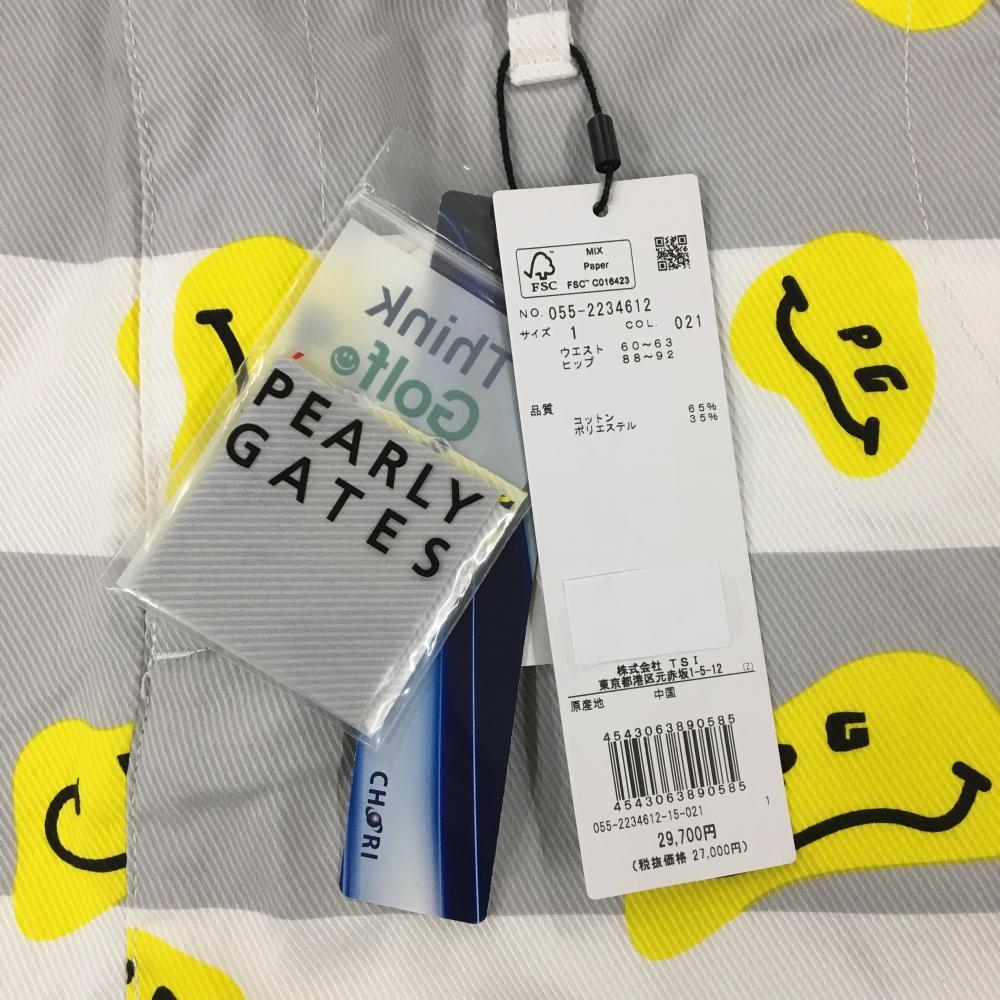 MIX
Paper
FSC
FSC™ C016423
NO. 055-2234612
サイズ 1 COL. 021
ウエスト 60～63
ヒップ 88～92
品質
コットン 65%
ポリエステル 35%
株式会社 TSI
東京都港区元赤坂1-5-12 (Z)
原産地 中国
4543063890585
4543063890585
055-2234612-15-021 1
29,700円
(税抜価格 27,000円)
Think
Golf
PEARLY
GATES
CHORI
P G
G